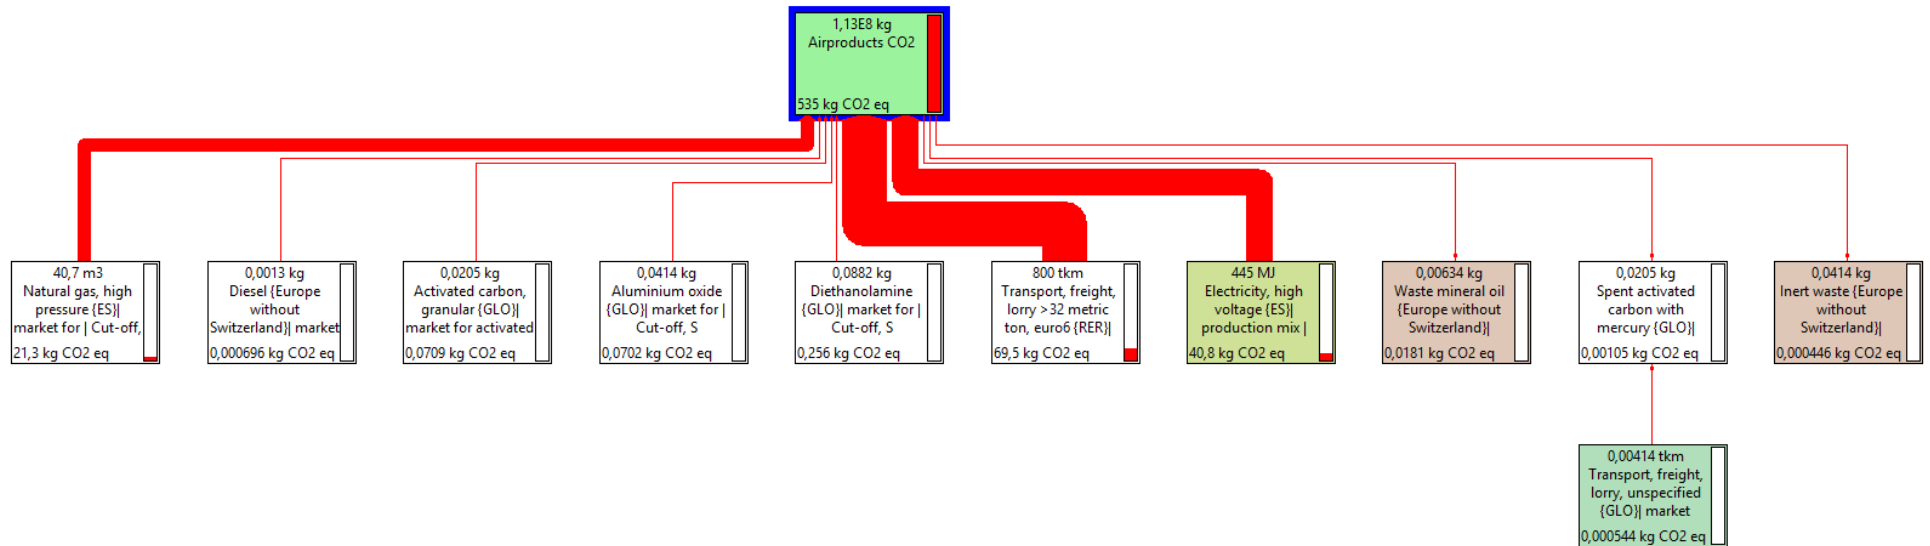 1,13E8 kg
Airproducts CO2
535 kg CO2 eq
40,7 m3
Natural gas, high
pressure {ES}|
market for | Cut-off,
21,3 kg CO2 eq
0,0013 kg
Diesel {Europe
without
Switzerland}| market
0,000696 kg CO2 eq
0,0205 kg
Activated carbon,
granular {GLO}|
market for activated
0,0709 kg CO2 eq
0,0414 kg
Aluminium oxide
{GLO}| market for |
Cut-off, S
0,0702 kg CO2 eq
0,0882 kg
Diethanolamine
{GLO}| market for |
Cut-off, S
0,256 kg CO2 eq
800 tkm
Transport, freight,
lorry >32 metric
ton, euro6 {RER}|
69,5 kg CO2 eq
445 MJ
Electricity, high
voltage {ES}|
production mix |
40,8 kg CO2 eq
0,00634 kg
Waste mineral oil
{Europe without
Switzerland}|
0,0181 kg CO2 eq
0,0205 kg
Spent activated
carbon with
mercury {GLO}|
0,00105 kg CO2 eq
0,0414 kg
Inert waste {Europe
without
Switzerland}|
0,000446 kg CO2 eq
0,00414 tkm
Transport, freight,
lorry, unspecified
{GLO}| market
0,000544 kg CO2 eq